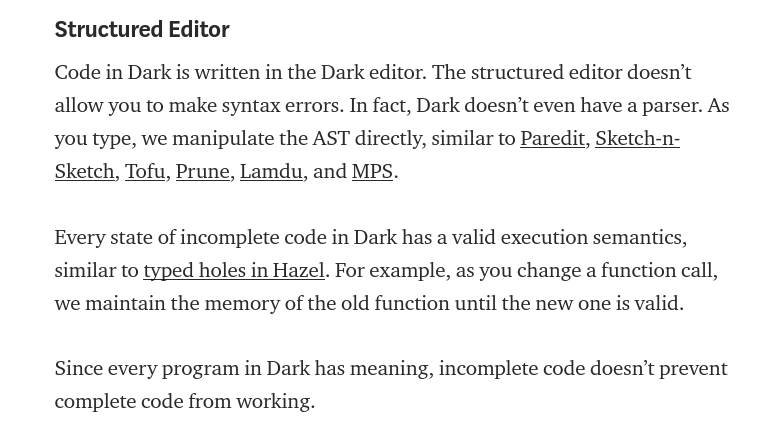 Structured Editor
Code in Dark is written in the Dark editor. The structured editor doesn’t
allow you to make syntax errors. In fact, Dark doesn’t even have a parser. As
you type, we manipulate the AST directly, similar to Paredit, Sketch-n-
Sketch, Tofu, Prune, Lamdu, and MPS.
Every state of incomplete code in Dark has a valid execution semantics,
similar to typed holes in Hazel. For example, as you change a function call,
we maintain the memory of the old function until the new one is valid.
Since every program in Dark has meaning, incomplete code doesn’t prevent
complete code from working.